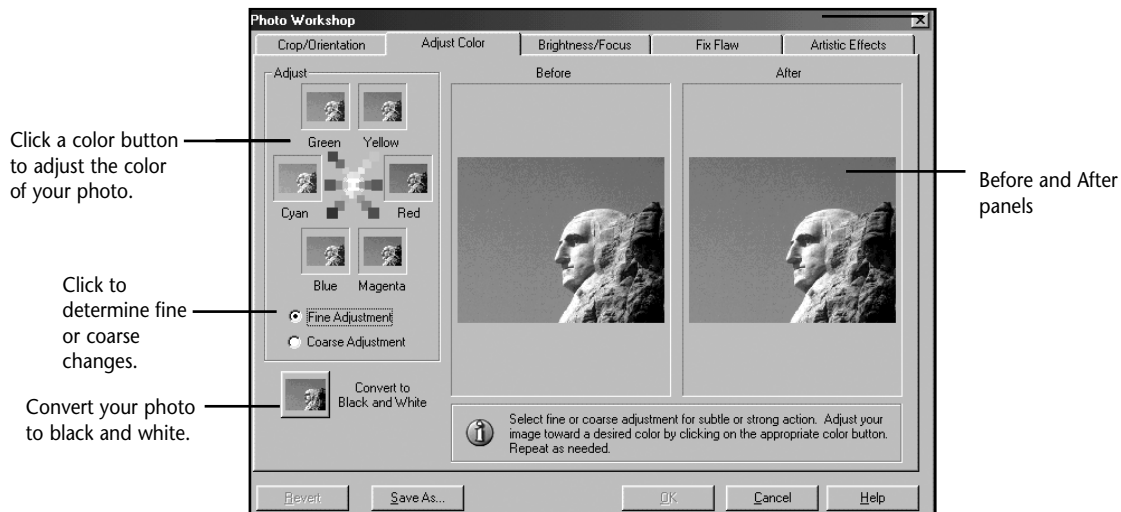 Photo Workshop
Crop/Orientation
Adjust Color
Brightness/Focus
Fix Flaw
Artistic Effects
Adjust
Before
After
Green
Yellow
Cyan
Red
Blue
Magenta
Fine Adjustment
Coarse Adjustment
Convert to
Black and White
Select fine or coarse adjustment for subtle or strong action. Adjust your
image toward a desired color by clicking on the appropriate color button.
Repeat as needed.
Revert
Save As...
OK
Cancel
Help
Click a color button
to adjust the color
of your photo.
Click to
determine fine
or coarse
changes.
Convert your photo
to black and white.
Before and After
panels